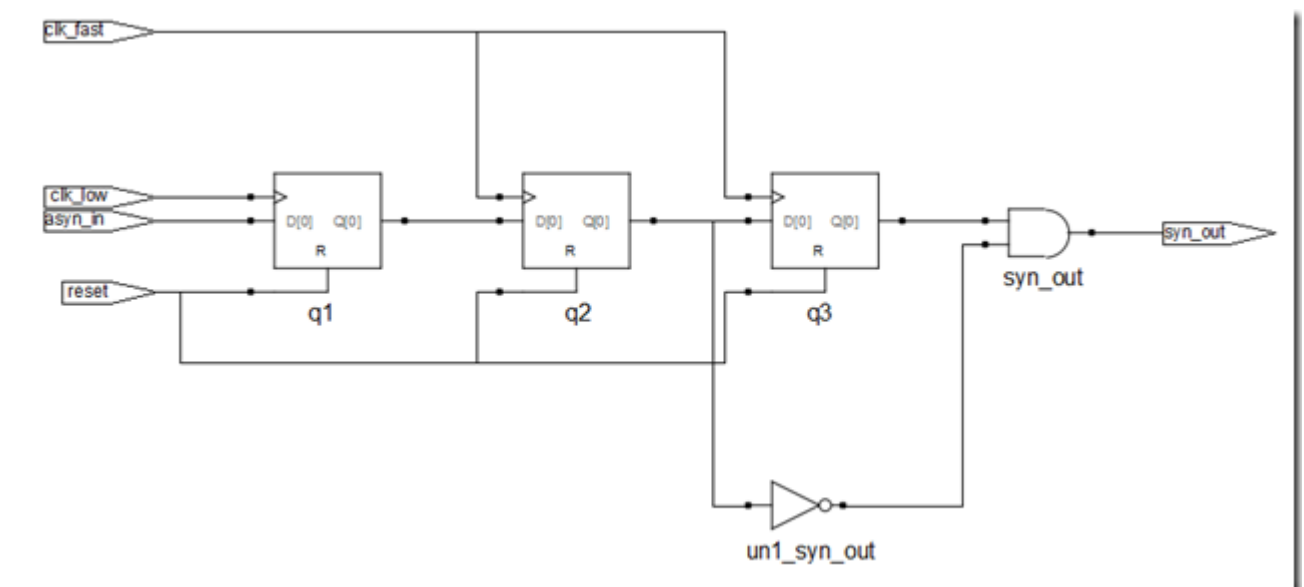 clk_fast
clk_low
asyn_in
reset
D[0] Q[0]
R
q1
D[0] Q[0]
R
q2
D[0] Q[0]
R
q3
syn_out
syn_out
un1_syn_out